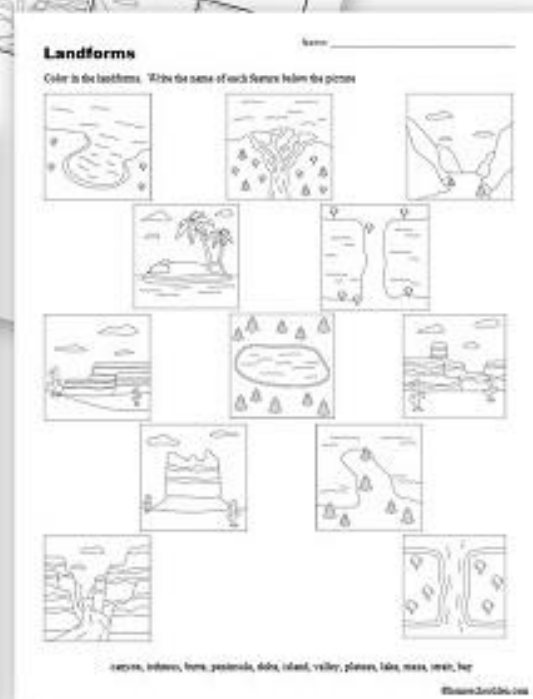 Name:
Landforms
Color in the landforms. Write the name of each feature below the picture
canyon, isthmus, butte, peninsula, delta, island, valley, plateau, lake, mesa, strait, bay